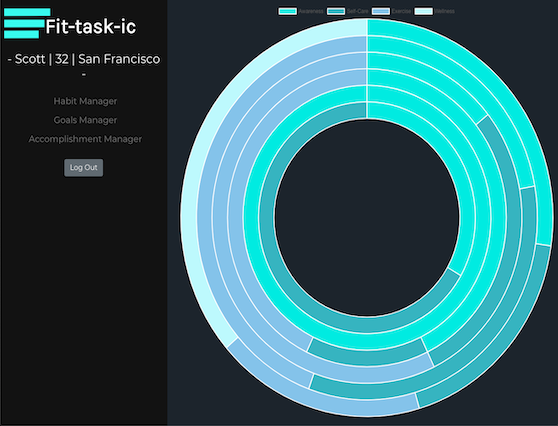 Fit-task-ic
- Scott | 32 | San Francisco
-
Habit Manager
Goals Manager
Accomplishment Manager
Log Out
Awareness Self-Care Exercise Wellness